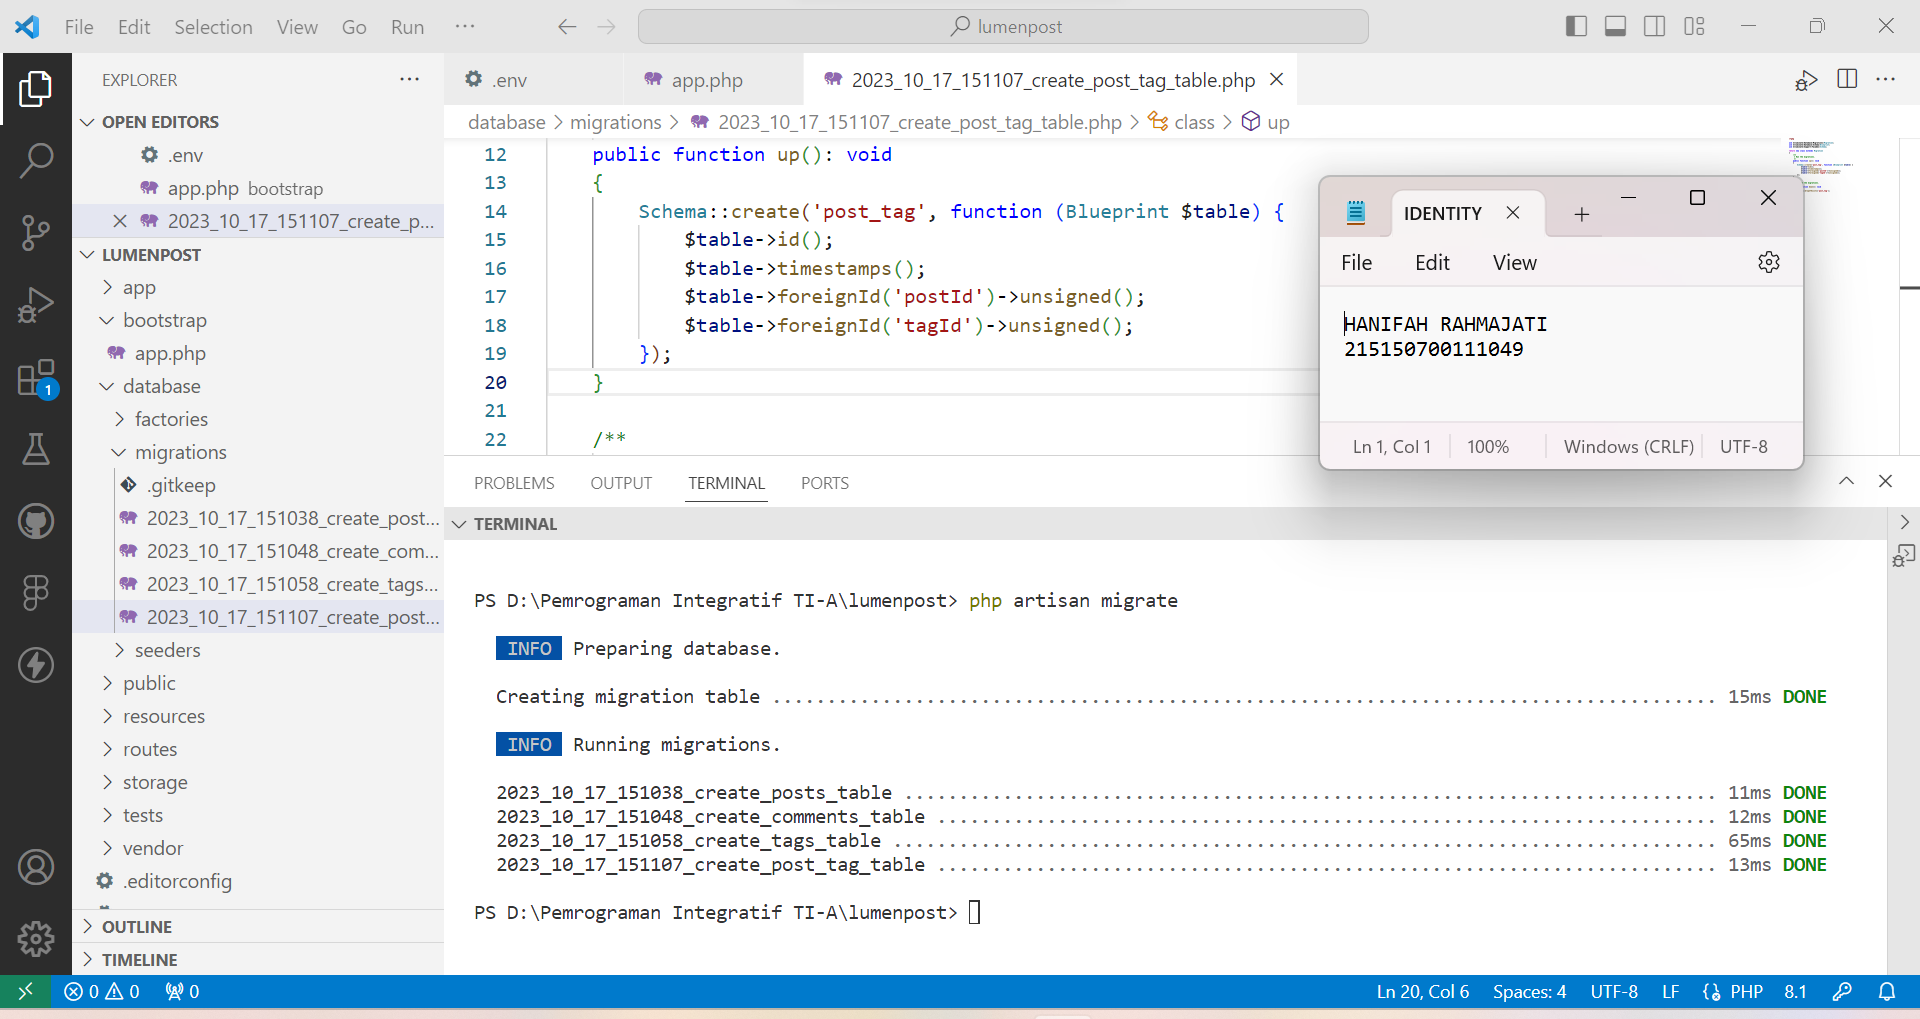 File Edit Selection View Go Run ··· lumenpost
EXPLORER ···
OPEN EDITORS
.env
app.php bootstrap
2023_10_17_151107_create_p...
LUMENPOST
app
bootstrap
app.php
database
factories
migrations
.gitkeep
2023_10_17_151038_create_post...
2023_10_17_151048_create_com...
2023_10_17_151058_create_tags...
2023_10_17_151107_create_post...
seeders
public
resources
routes
storage
tests
vendor
.editorconfig
OUTLINE
TIMELINE
1
.env app.php 2023_10_17_151107_create_post_tag_table.php
database > migrations > 2023_10_17_151107_create_post_tag_table.php > class > up
12 public function up(): void
13 {
14 Schema::create('post_tag', function (Blueprint $table) {
15 $table->id();
16 $table->timestamps();
17 $table->foreignId('postId')->unsigned();
18 $table->foreignId('tagId')->unsigned();
19 });
20 }
21
22 /**
IDENTITY
File Edit View
HANIFAH RAHMAJATI
215150700111049
Ln 1, Col 1 100% Windows (CRLF) UTF-8
PROBLEMS OUTPUT TERMINAL PORTS
TERMINAL
PS D:\Pemrograman Integratif TI-A\lumenpost> php artisan migrate
INFO Preparing database.
Creating migration table ...................................................................................... 15ms DONE
INFO Running migrations.
2023_10_17_151038_create_posts_table .......................................................................... 11ms DONE
2023_10_17_151048_create_comments_table ....................................................................... 12ms DONE
2023_10_17_151058_create_tags_table ........................................................................... 65ms DONE
2023_10_17_151107_create_post_tag_table ....................................................................... 13ms DONE
PS D:\Pemrograman Integratif TI-A\lumenpost>
0 0 0 Ln 20, Col 6 Spaces: 4 UTF-8 LF PHP 8.1